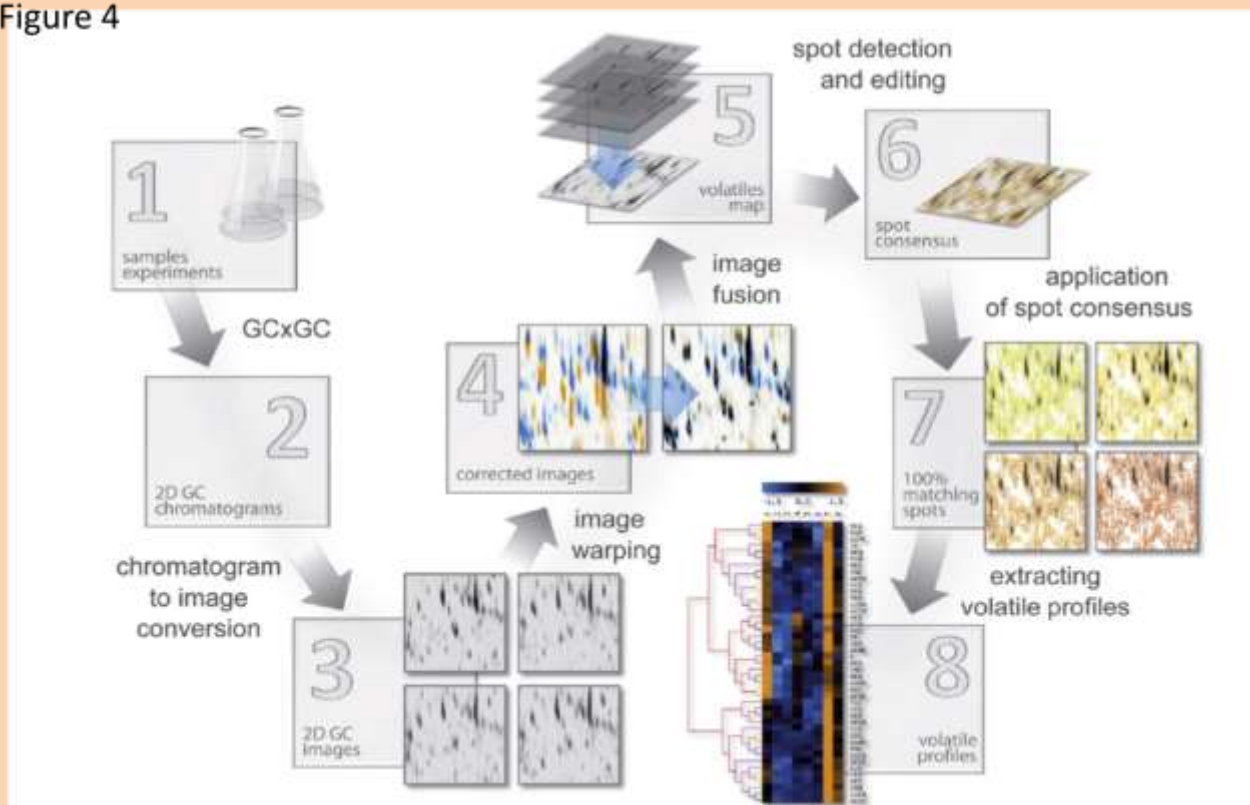 Figure 4
1
samples
experiments
GCxGC
2
2D GC
chromatograms
chromatogram
to image
conversion
3
2D GC
images
image
warping
4
corrected images
image
fusion
5
volatiles
map
spot detection
and editing
6
spot
consensus
application
of spot consensus
7
100%
matching
spots
extracting
volatile profiles
8
volatile
profiles